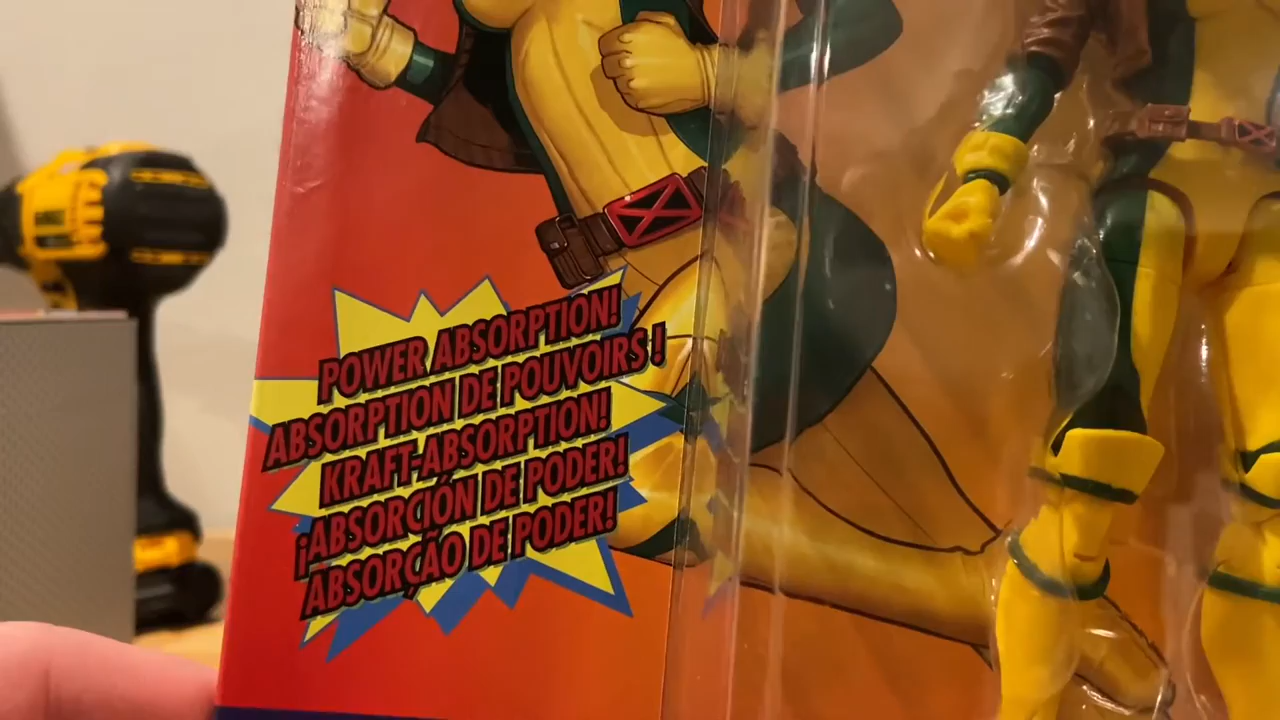 POWER ABSORPTION!
ABSORPTION DE POUVOIRS !
KRAFT-ABSORPTION!
¡ABSORCIÓN DE PODER!
ABSORÇÃO DE PODER!